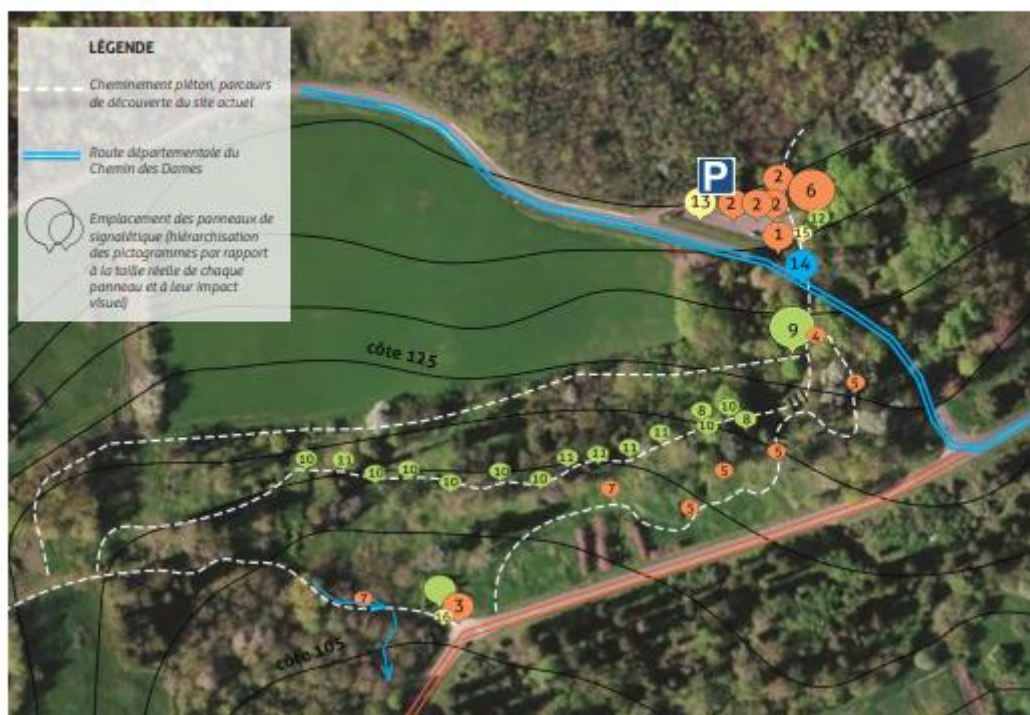 LÉGENDE
Cheminement piéton, parcours
de découverte du site actuel
Route départementale du
Chemin des Dames
Emplacement des panneaux de
signalétique (hiérarchisation
des pictogrammes par rapport
à la taille réelle de chaque
panneau et à leur impact
visuel)
P
2
6
13
2
2
2
12
1
15
14
9
4
côte 125
5
8
10
8
10
11
11
11
11
5
10
11
10
10
10
10
10
5
7
5
7
3
16
côte 105